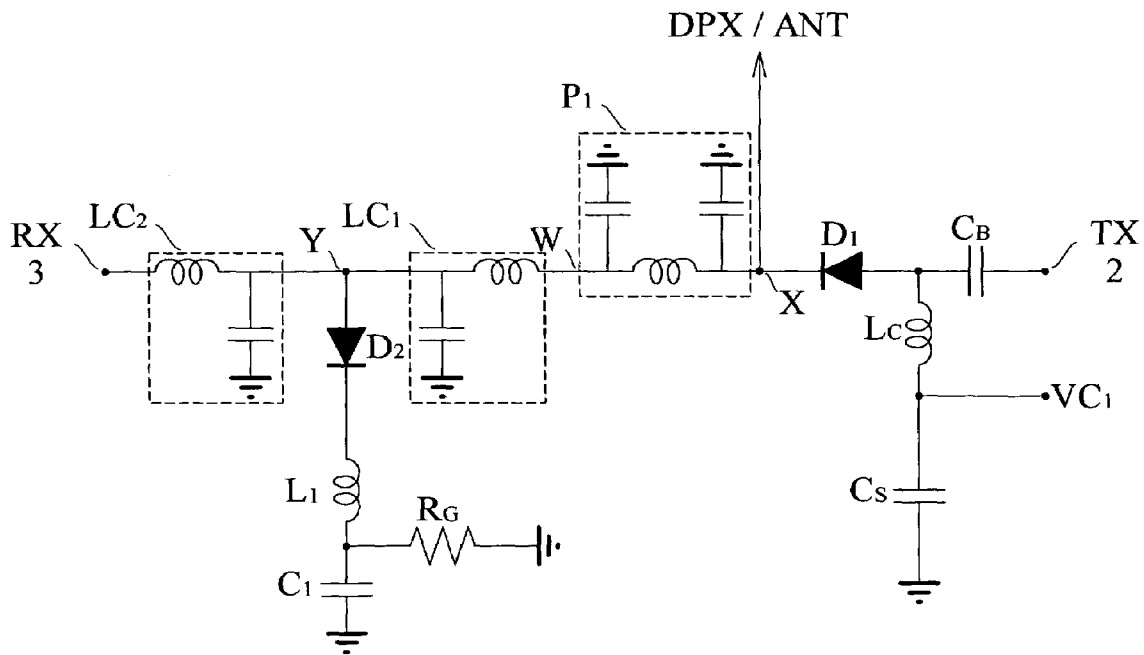 DPX / ANT
P1
LC2
LC1
RX
3
Y
W
X
D1
CB
TX
2
LC
D2
VC1
L1
RG
CS
C1